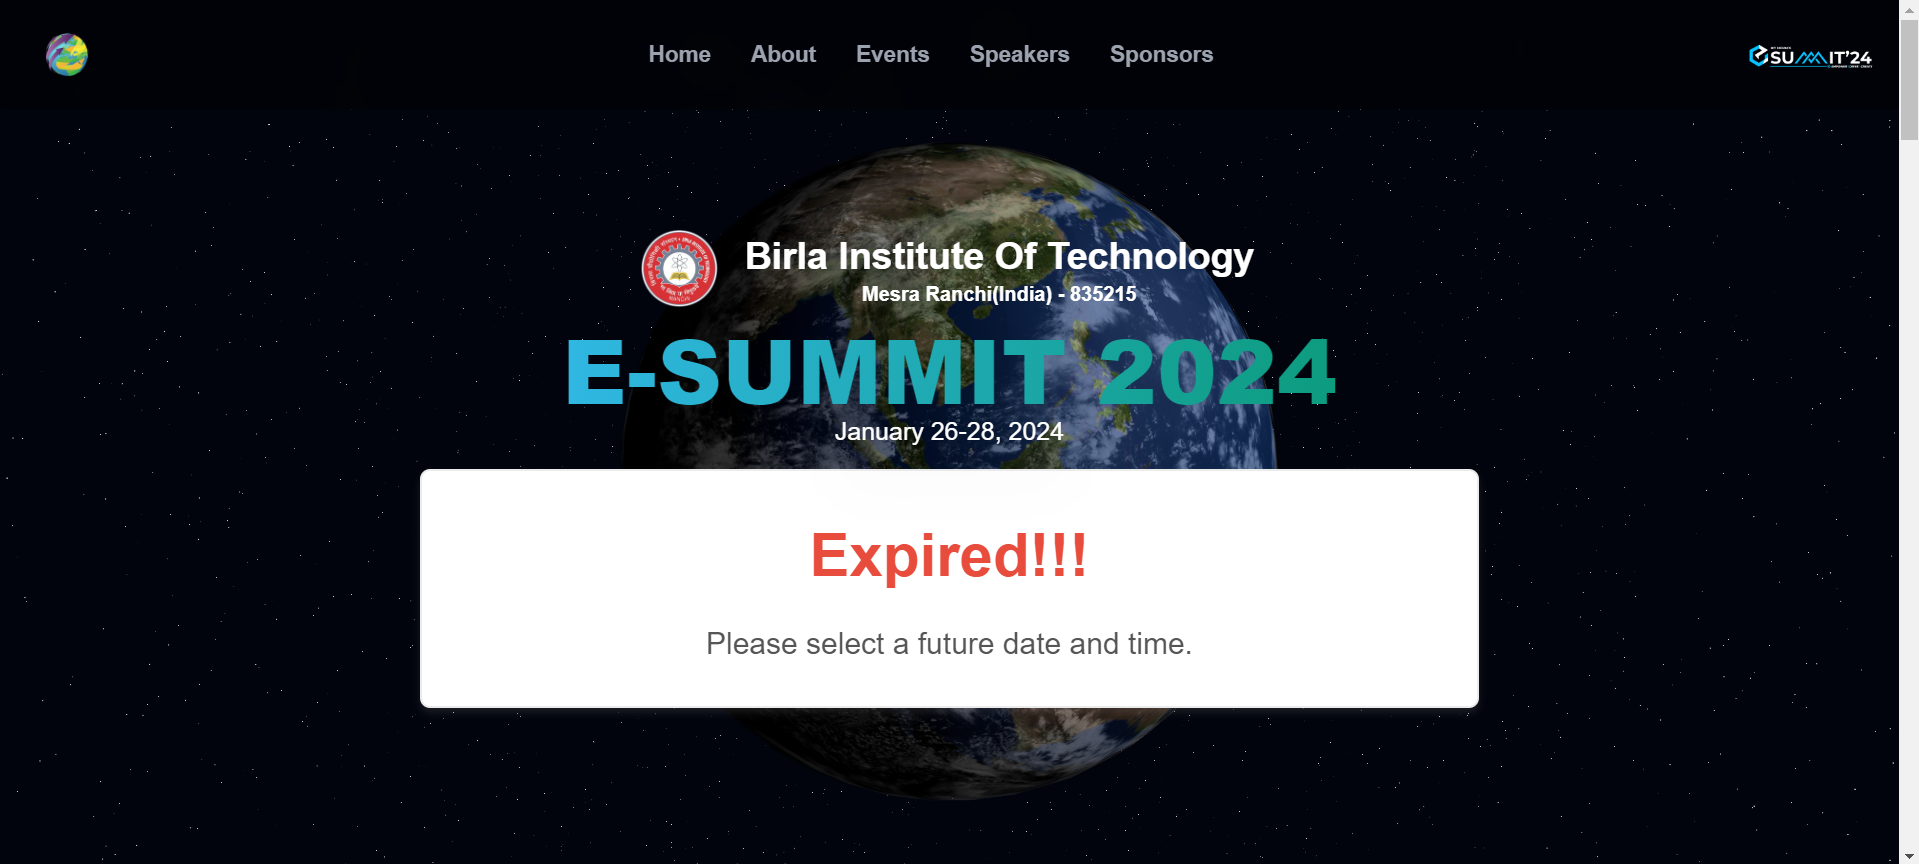 Home About Events Speakers Sponsors
SUMMIT'24
Birla Institute Of Technology
Mesra Ranchi(India) - 835215
E-SUMMIT 2024
January 26-28, 2024
Expired!!!
Please select a future date and time.